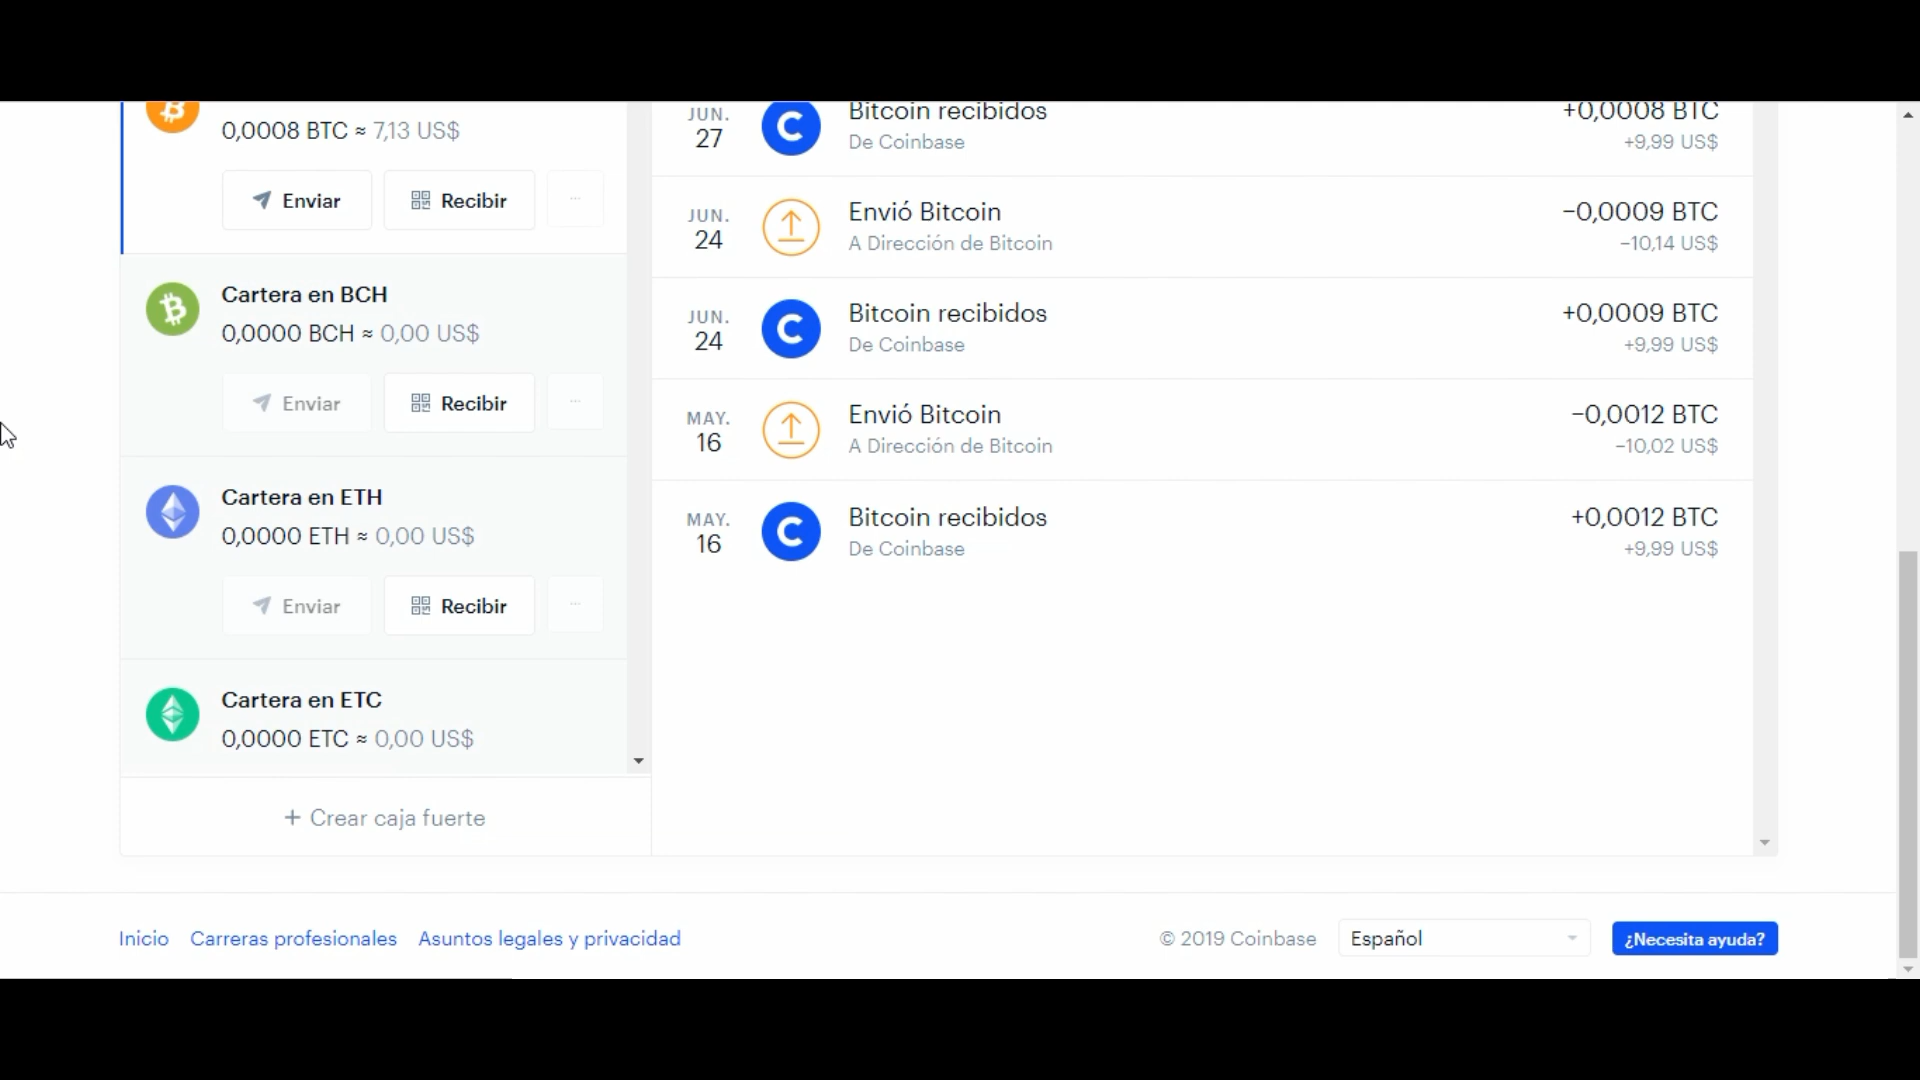 0,0008 BTC ≈ 7,13 US$
Enviar
Recibir
...
Cartera en BCH
0,0000 BCH ≈ 0,00 US$
Enviar
Recibir
...
Cartera en ETH
0,0000 ETH ≈ 0,00 US$
Enviar
Recibir
...
Cartera en ETC
0,0000 ETC ≈ 0,00 US$
+ Crear caja fuerte
JUN.
27
Bitcoin recibidos
De Coinbase
+0,0008 BTC
+9,99 US$
JUN.
24
Envió Bitcoin
A Dirección de Bitcoin
−0,0009 BTC
−10,14 US$
JUN.
24
Bitcoin recibidos
De Coinbase
+0,0009 BTC
+9,99 US$
MAY.
16
Envió Bitcoin
A Dirección de Bitcoin
−0,0012 BTC
−10,02 US$
MAY.
16
Bitcoin recibidos
De Coinbase
+0,0012 BTC
+9,99 US$
Inicio
Carreras profesionales
Asuntos legales y privacidad
© 2019 Coinbase
Español
¿Necesita ayuda?